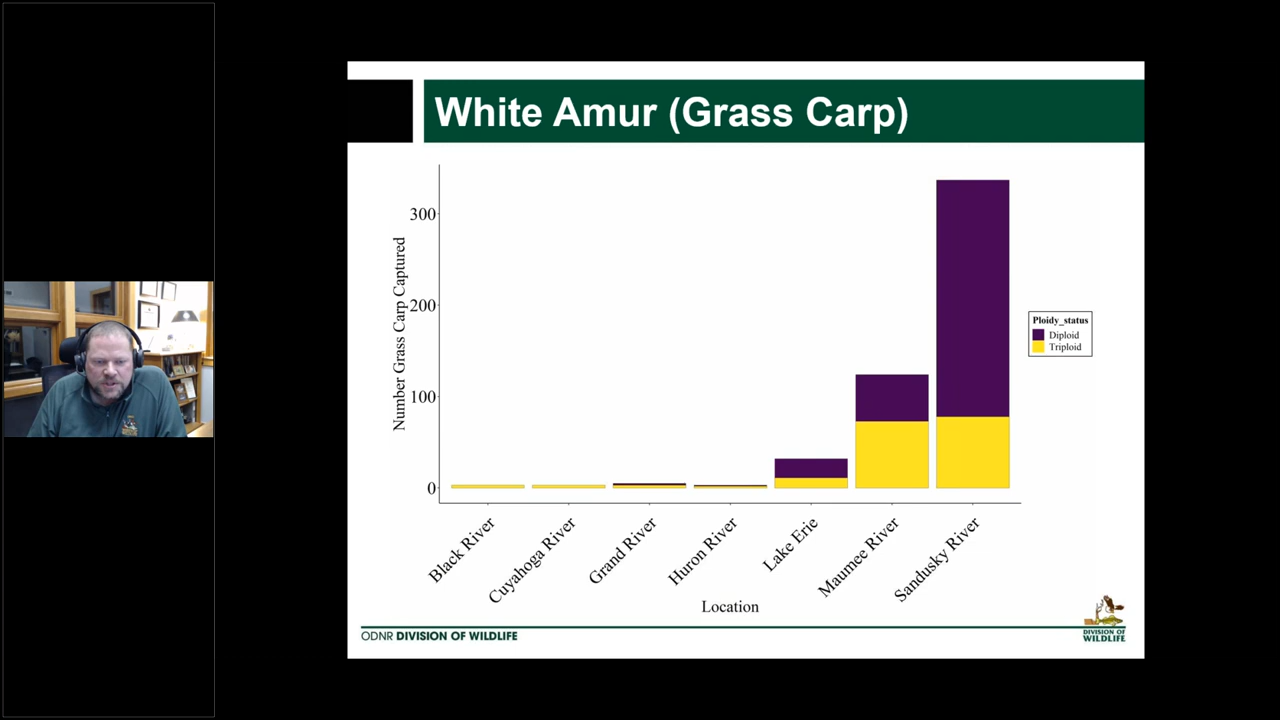 White Amur (Grass Carp)
Number Grass Carp Captured
300
200
100
0
Ploidy_status
Diploid
Triploid
Black River
Cuyahoga River
Grand River
Huron River
Lake Erie
Maumee River
Sandusky River
Location
ODNR DIVISION OF WILDLIFE
DIVISION OF
WILDLIFE